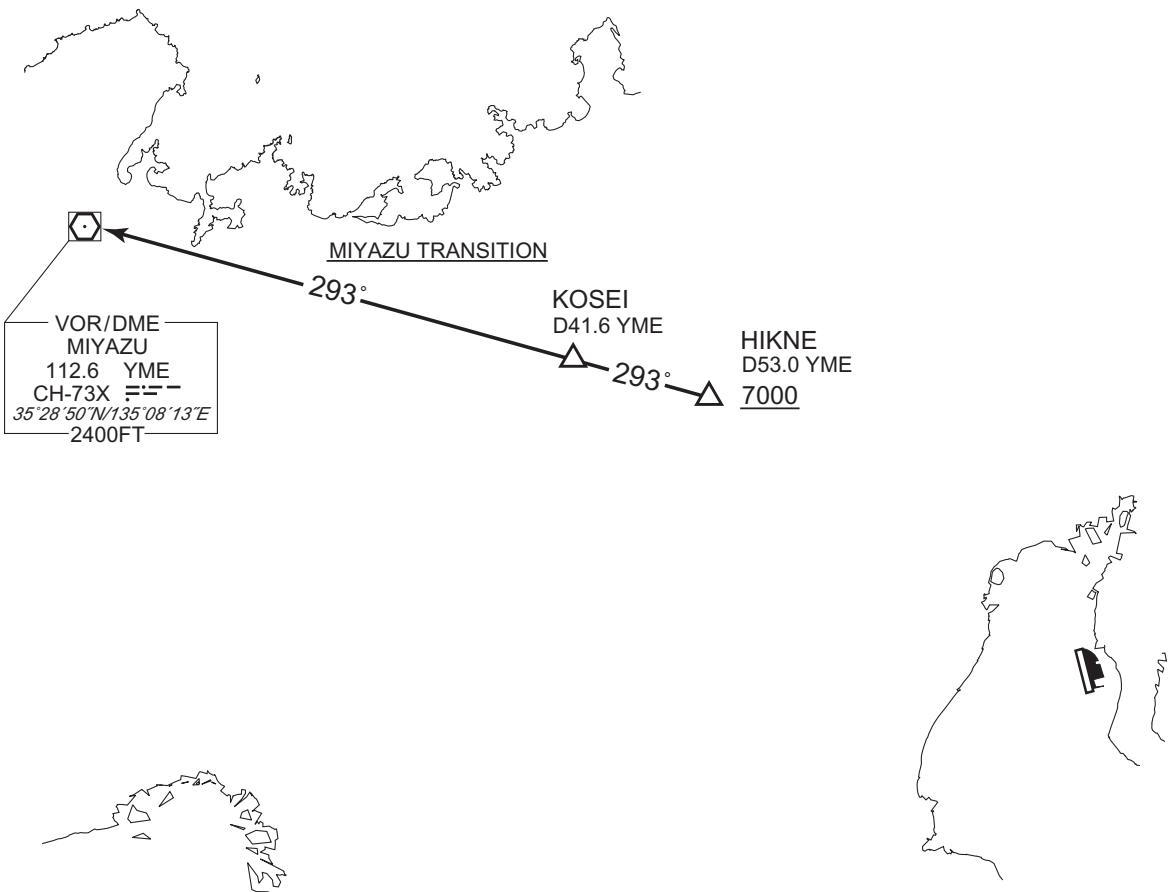 MIYAZU TRANSITION
293°
KOSEI
D41.6 YME
293°
HIKNE
D53.0 YME
7000
VOR/DME
MIYAZU
112.6 YME
CH-73X
35°28´50˝N/135°08´13˝E
2400FT